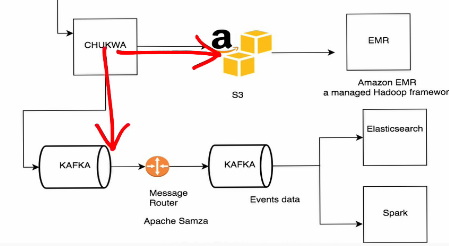 CHUKWA
a
S3
EMR
Amazon EMR
a managed Hadoop framewor
KAFKA
Message
Router
Apache Samza
KAFKA
Events data
Elasticsearch
Spark